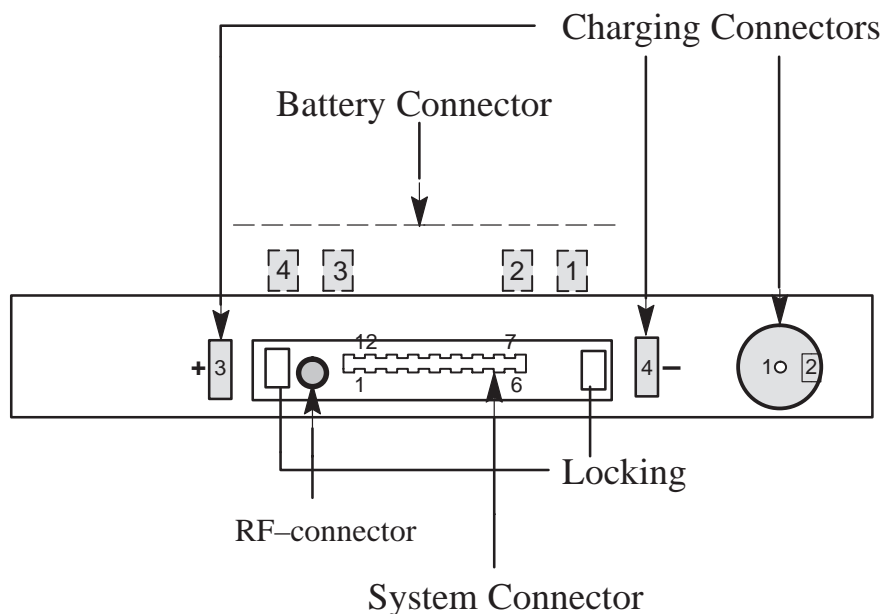 Charging Connectors
Battery Connector
4 3 2 1
12 7
+ 3 4 – 1 2
1 6
Locking
RF–connector
System Connector